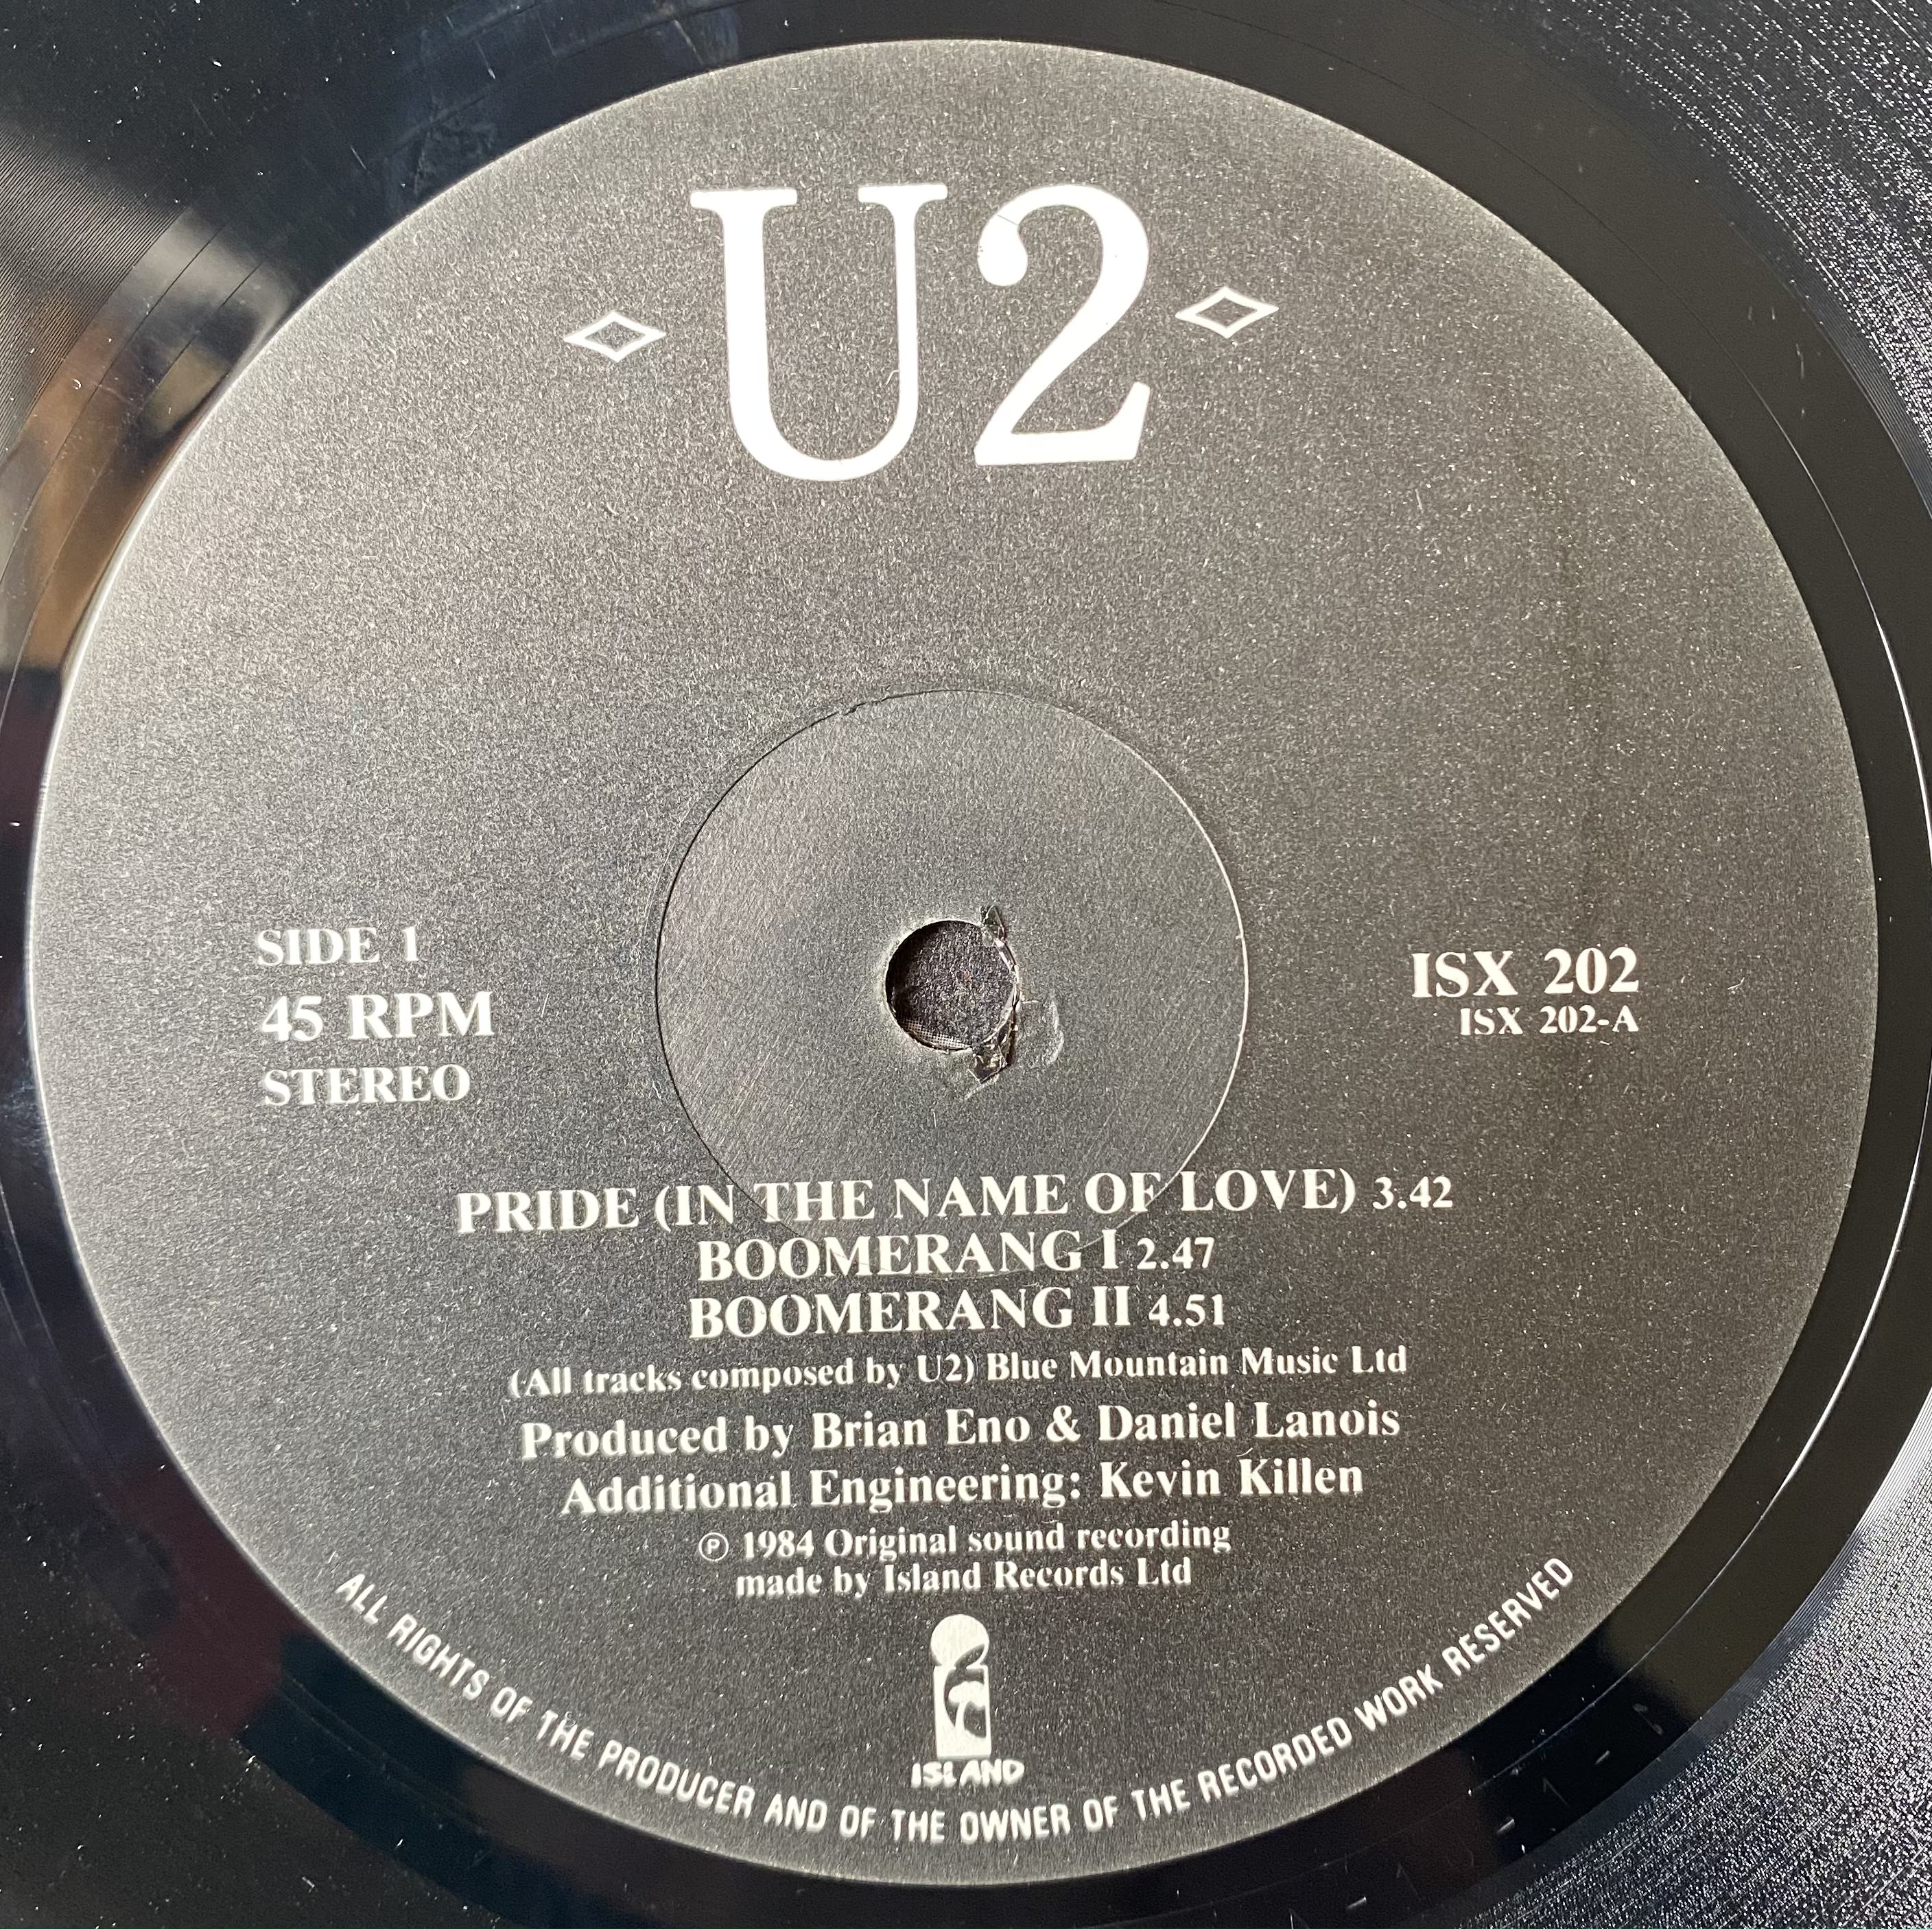 U2
SIDE 1
45 RPM
STEREO
ISX 202
ISX 202-A
PRIDE (IN THE NAME OF LOVE) 3.42
BOOMERANG I 2.47
BOOMERANG II 4.51
(All tracks composed by U2) Blue Mountain Music Ltd
Produced by Brian Eno & Daniel Lanois
Additional Engineering: Kevin Killen
Ⓟ 1984 Original sound recording
made by Island Records Ltd
ISLAND
ALL RIGHTS OF THE PRODUCER AND OF THE OWNER OF THE RECORDED WORK RESERVED